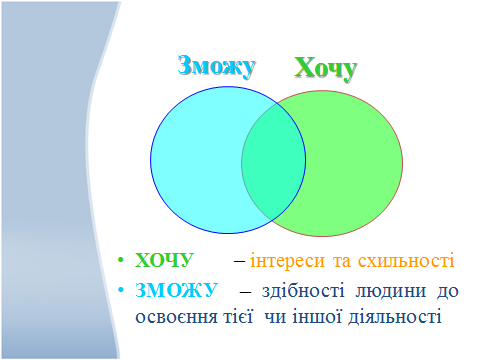 Зможу Хочу
• ХОЧУ – інтереси та схильності
• ЗМОЖУ – здібності людини до
освоєння тієї чи іншої діяльності